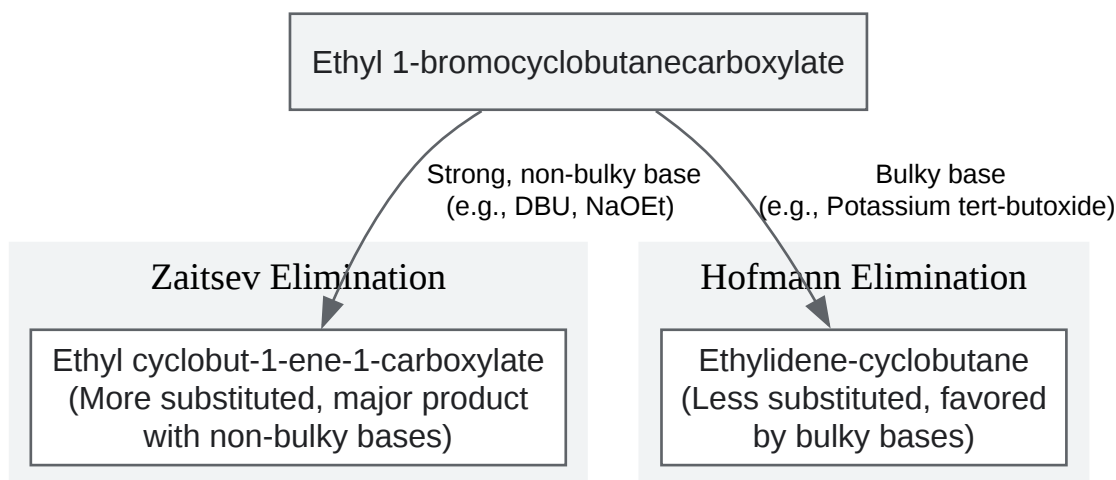 Ethyl 1-bromocyclobutanecarboxylate
Strong, non-bulky base
(e.g., DBU, NaOEt)
Bulky base
(e.g., Potassium tert-butoxide)
Zaitsev Elimination
Ethyl cyclobut-1-ene-1-carboxylate
(More substituted, major product
with non-bulky bases)
Hofmann Elimination
Ethylidene-cyclobutane
(Less substituted, favored
by bulky bases)